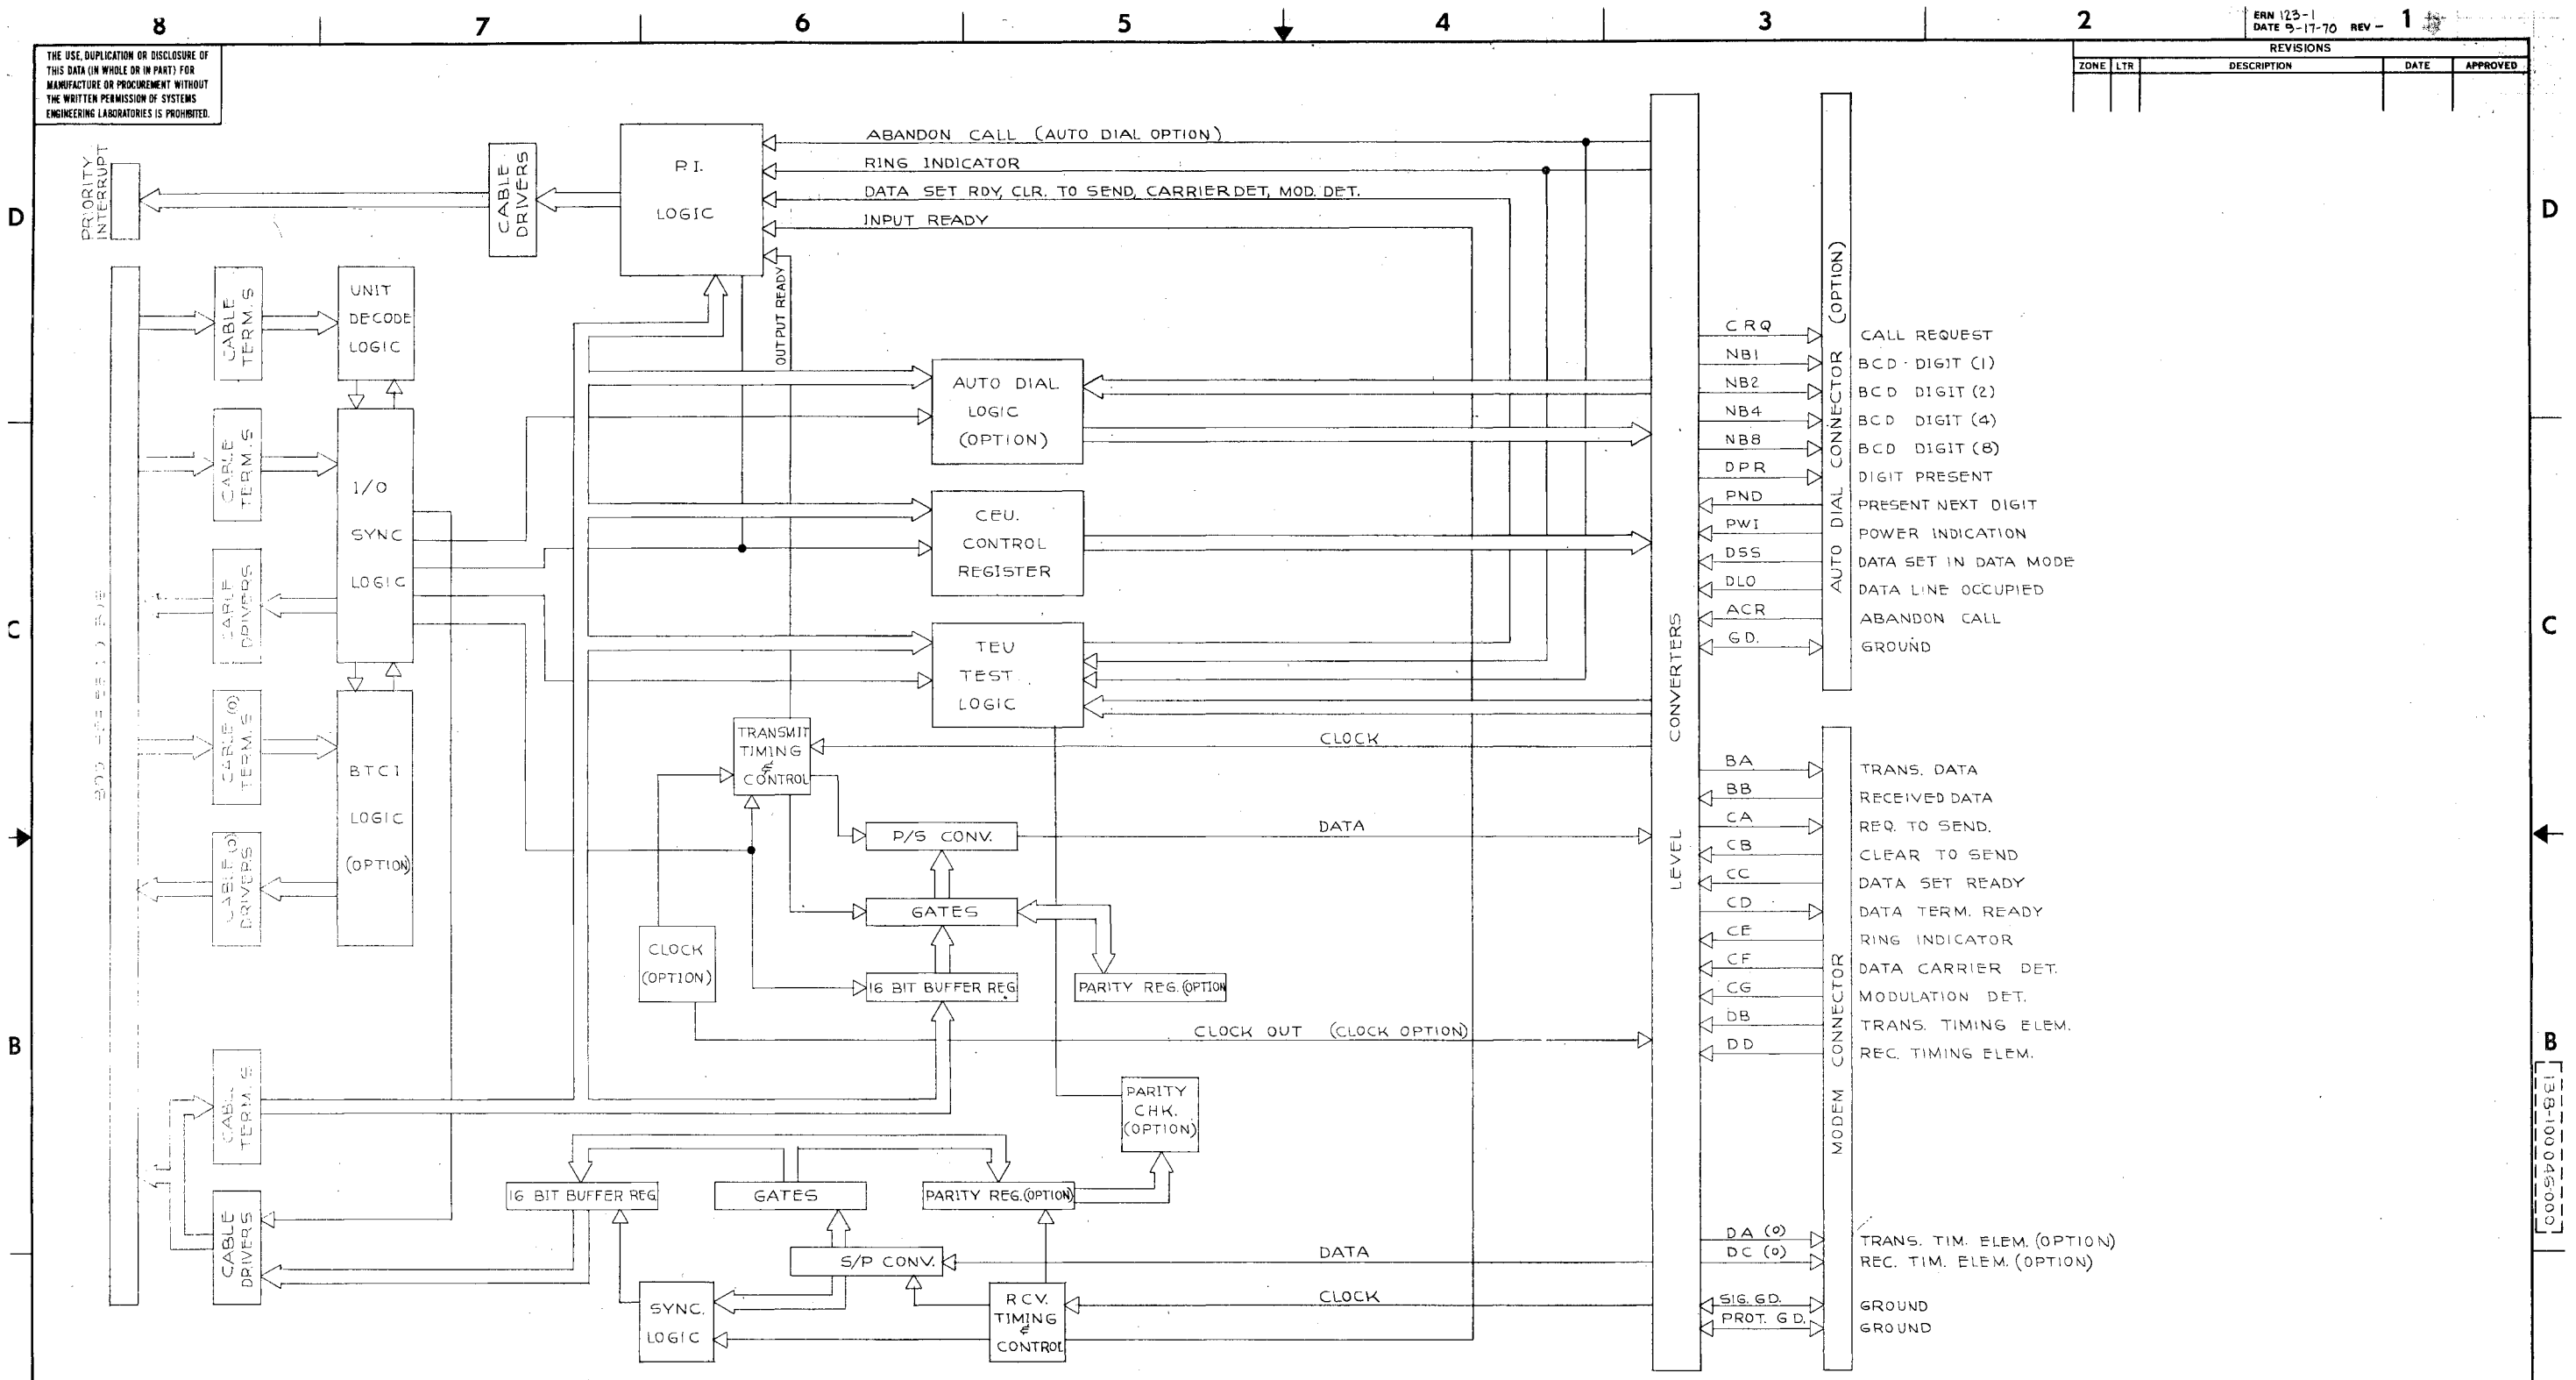 8 7 6 5 4 3 2 1
ERN 123-1
DATE 9-17-70 REV -
THE USE, DUPLICATION OR DISCLOSURE OF
THIS DATA (IN WHOLE OR IN PART) FOR
MANUFACTURE OR PROCUREMENT WITHOUT
THE WRITTEN PERMISSION OF SYSTEMS
ENGINEERING LABORATORIES IS PROHIBITED.
REVISIONS
ZONE LTR DESCRIPTION DATE APPROVED
D
D
C
C
B
B
138-100046000
PRIORITY
INTERRUPT
CABLE
DRIVERS
P.I.
LOGIC
ABANDON CALL (AUTO DIAL OPTION)
RING INDICATOR
DATA SET RDY, CLR. TO SEND, CARRIER DET, MOD. DET.
INPUT READY
OUTPUT READY
CABLE
TERM.S
UNIT
DECODE
LOGIC
CABLE
TERM.S
I/O
SYNC
LOGIC
CABLE
DRIVERS
CABLE (O)
TERM.S
BTCI
LOGIC
(OPTION)
CABLE (O)
DRIVERS
CABLE
TERM.S
CABLE
DRIVERS
AUTO DIAL
LOGIC
(OPTION)
CEU.
CONTROL
REGISTER
TEU
TEST
LOGIC
TRANSMIT
TIMING
&
CONTROL
CLOCK
P/S CONV.
DATA
GATES
CLOCK
(OPTION)
16 BIT BUFFER REG.
PARITY REG. (OPTION
CLOCK OUT (CLOCK OPTION)
PARITY
CHK.
(OPTION)
16 BIT BUFFER REG.
GATES
PARITY REG. (OPTION)
S/P CONV.
DATA
SYNC.
LOGIC
RCV.
TIMING
&
CONTROL
CLOCK
LEVEL CONVERTERS
AUTO DIAL CONNECTOR (OPTION)
CRQ CALL REQUEST
NB1 BCD DIGIT (1)
NB2 BCD DIGIT (2)
NB4 BCD DIGIT (4)
NB8 BCD DIGIT (8)
DPR DIGIT PRESENT
PND PRESENT NEXT DIGIT
PWI POWER INDICATION
DSS DATA SET IN DATA MODE
DLO DATA LINE OCCUPIED
ACR ABANDON CALL
GD. GROUND
MODEM CONNECTOR
BA TRANS. DATA
BB RECEIVED DATA
CA REQ. TO SEND.
CB CLEAR TO SEND
CC DATA SET READY
CD DATA TERM. READY
CE RING INDICATOR
CF DATA CARRIER DET.
CG MODULATION DET.
DB TRANS. TIMING ELEM.
DD REC. TIMING ELEM.
DA (O) TRANS. TIM. ELEM. (OPTION)
DC (O) REC. TIM. ELEM. (OPTION)
SIG. GD. GROUND
PROT. GD. GROUND